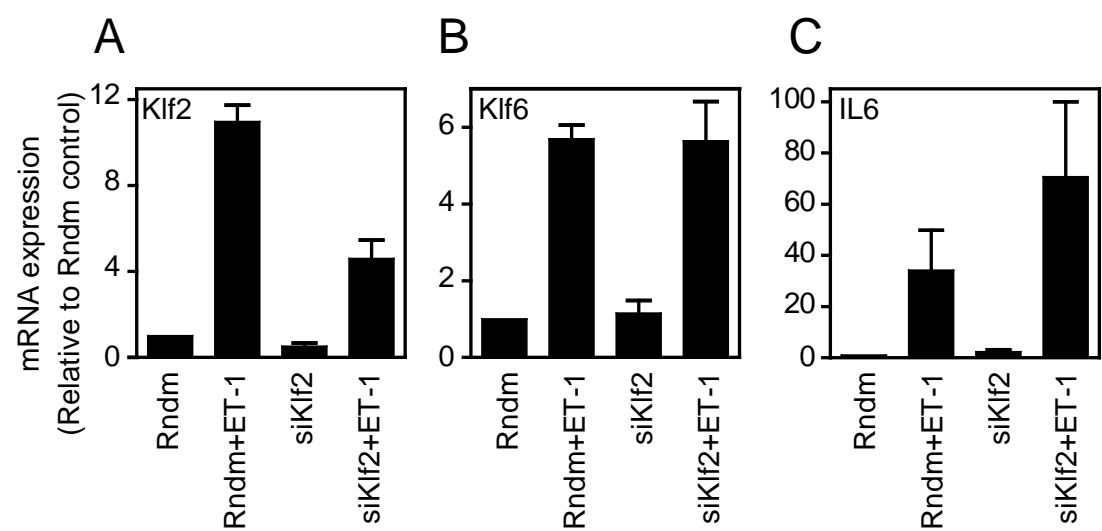 A
B
C
mRNA expression
(Relative to Rndm control)
Klf2
12
8
4
0
Rndm
Rndm+ET-1
siKlf2
siKlf2+ET-1
Klf6
6
4
2
0
Rndm
Rndm+ET-1
siKlf2
siKlf2+ET-1
IL6
100
80
60
40
20
0
Rndm
Rndm+ET-1
siKlf2
siKlf2+ET-1